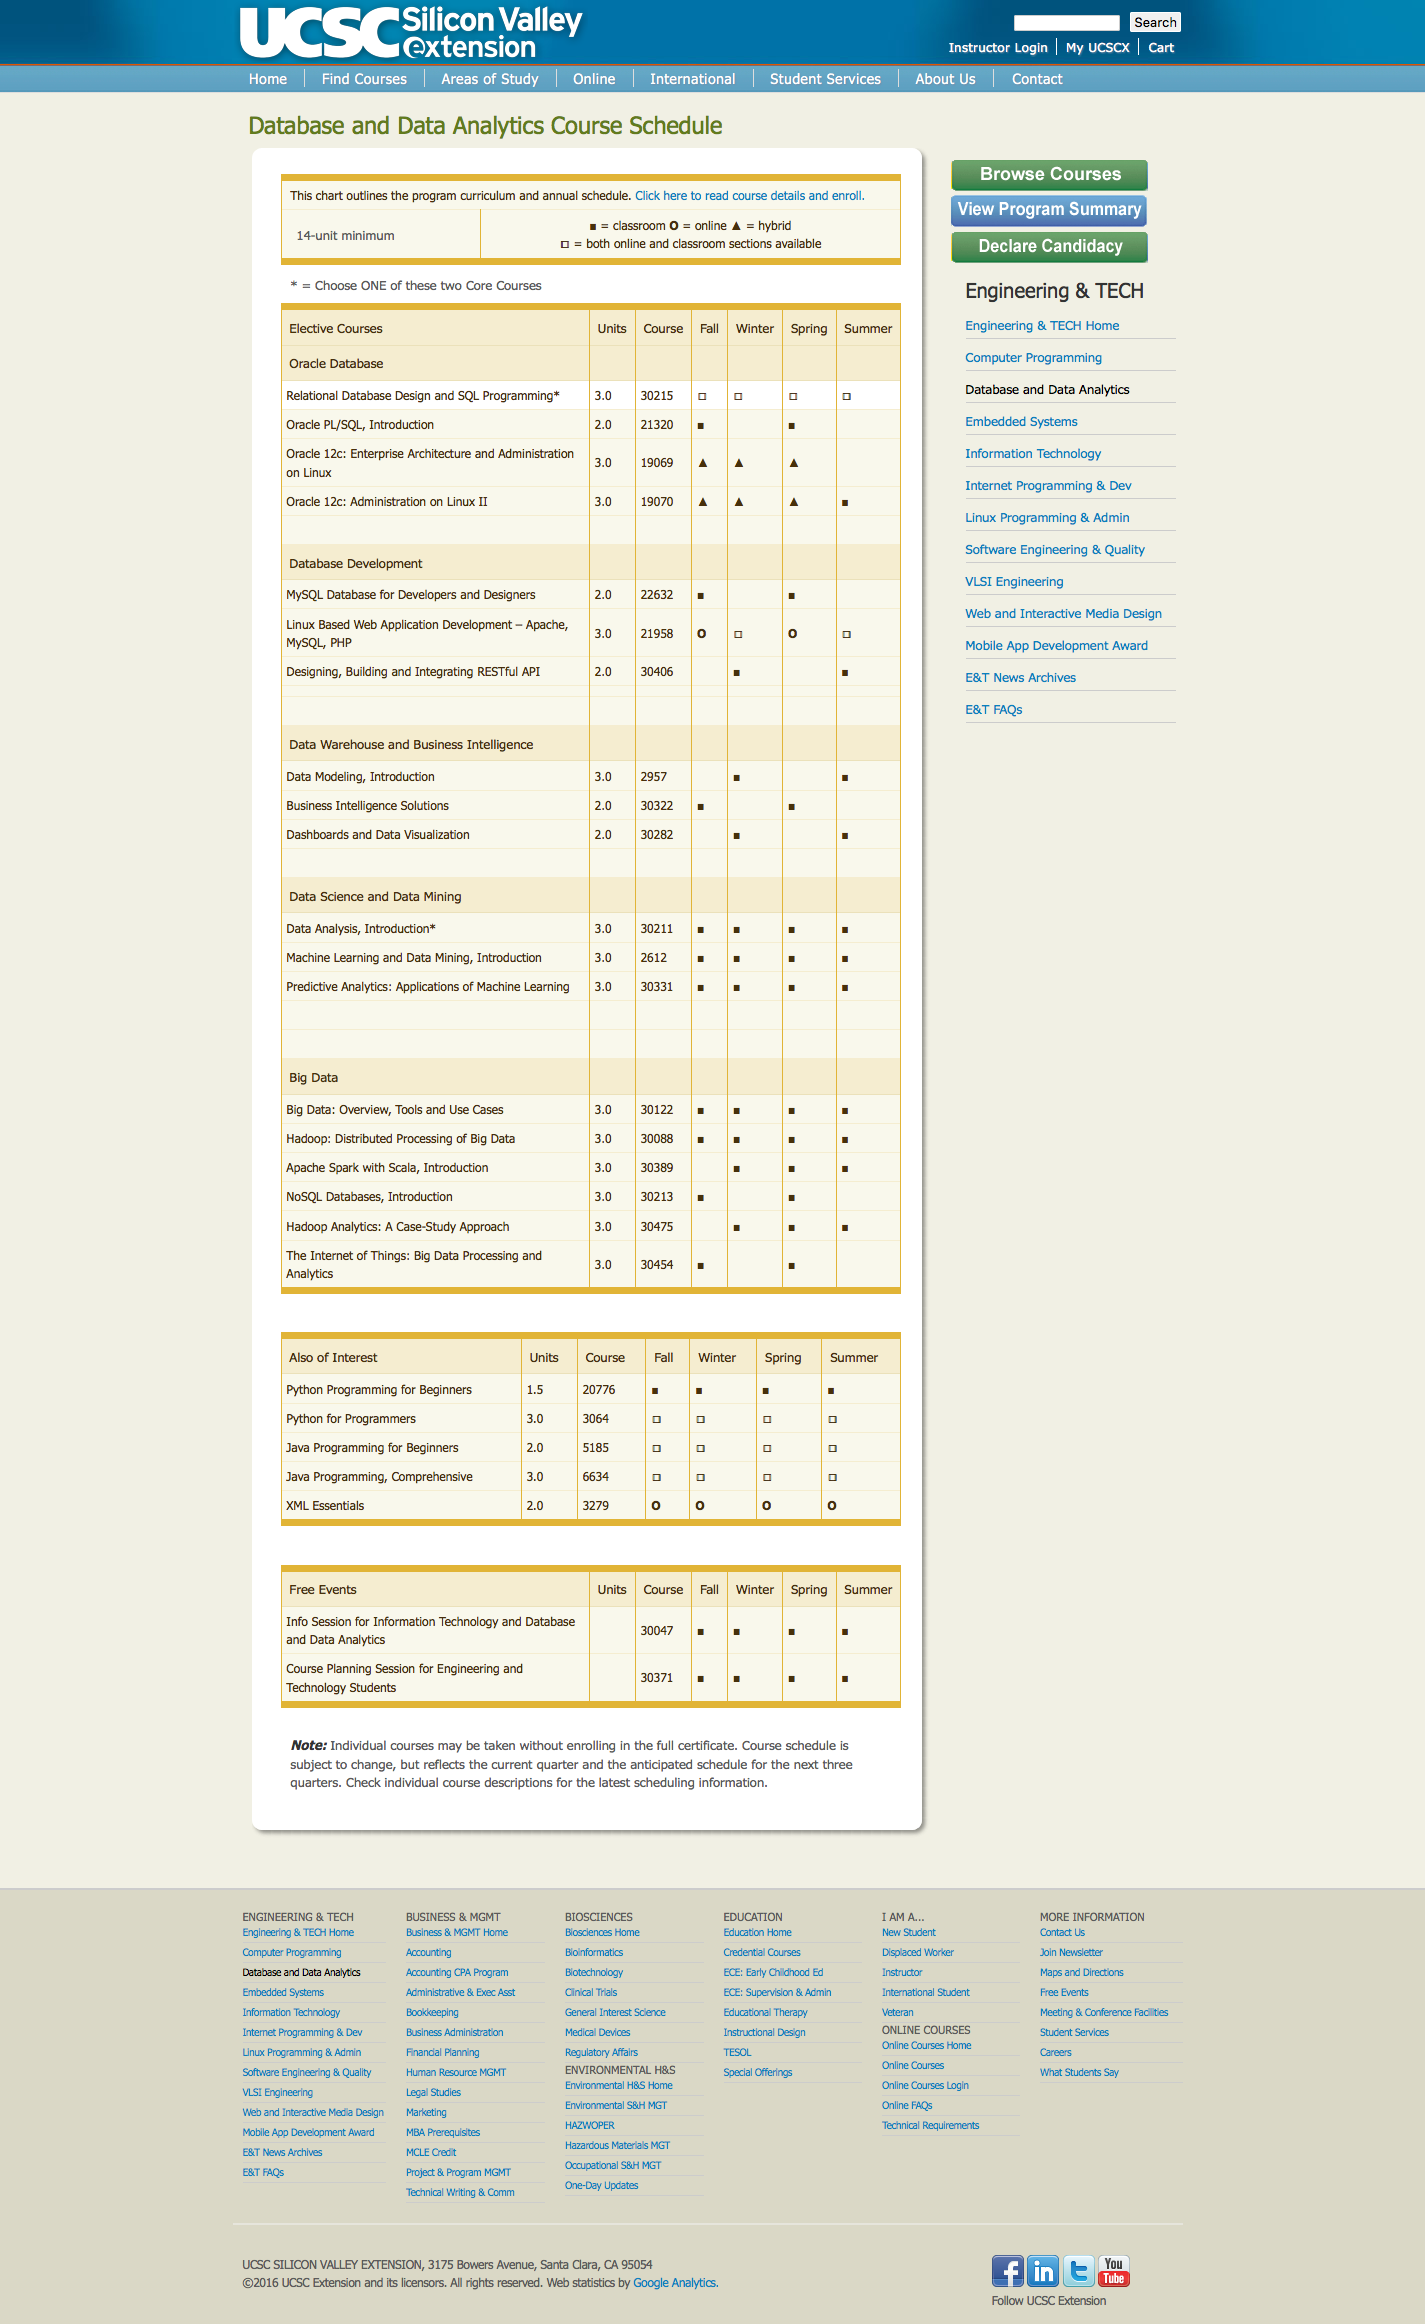 UCSC Silicon Valley
extension
Search
Instructor Login My UCSCX Cart
Home Find Courses Areas of Study Online International Student Services About Us Contact
Database and Data Analytics Course Schedule
This chart outlines the program curriculum and annual schedule. Click here to read course details and enroll.
14-unit minimum
■ = classroom O = online ▲ = hybrid
□ = both online and classroom sections available
* = Choose ONE of these two Core Courses
Elective Courses Units Course Fall Winter Spring Summer
Oracle Database
Relational Database Design and SQL Programming* 3.0 30215 □ □ □ □
Oracle PL/SQL, Introduction 2.0 21320 ■ ■
Oracle 12c: Enterprise Architecture and Administration
on Linux 3.0 19069 ▲ ▲ ▲
Oracle 12c: Administration on Linux II 3.0 19070 ▲ ▲ ▲ ■
Database Development
MySQL Database for Developers and Designers 2.0 22632 ■ ■
Linux Based Web Application Development – Apache,
MySQL, PHP 3.0 21958 O □ O □
Designing, Building and Integrating RESTful API 2.0 30406 ■ ■
Data Warehouse and Business Intelligence
Data Modeling, Introduction 3.0 2957 ■ ■
Business Intelligence Solutions 2.0 30322 ■ ■
Dashboards and Data Visualization 2.0 30282 ■ ■
Data Science and Data Mining
Data Analysis, Introduction* 3.0 30211 ■ ■ ■ ■
Machine Learning and Data Mining, Introduction 3.0 2612 ■ ■ ■ ■
Predictive Analytics: Applications of Machine Learning 3.0 30331 ■ ■ ■ ■
Big Data
Big Data: Overview, Tools and Use Cases 3.0 30122 ■ ■ ■ ■
Hadoop: Distributed Processing of Big Data 3.0 30088 ■ ■ ■ ■
Apache Spark with Scala, Introduction 3.0 30389 ■ ■ ■
NoSQL Databases, Introduction 3.0 30213 ■ ■
Hadoop Analytics: A Case-Study Approach 3.0 30475 ■ ■ ■
The Internet of Things: Big Data Processing and
Analytics 3.0 30454 ■ ■
Also of Interest Units Course Fall Winter Spring Summer
Python Programming for Beginners 1.5 20776 ■ ■ ■ ■
Python for Programmers 3.0 3064 □ □ □ □
Java Programming for Beginners 2.0 5185 □ □ □ □
Java Programming, Comprehensive 3.0 6634 □ □ □ □
XML Essentials 2.0 3279 O O O O
Free Events Units Course Fall Winter Spring Summer
Info Session for Information Technology and Database
and Data Analytics 30047 ■ ■ ■ ■
Course Planning Session for Engineering and
Technology Students 30371 ■ ■ ■ ■
Note: Individual courses may be taken without enrolling in the full certificate. Course schedule is
subject to change, but reflects the current quarter and the anticipated schedule for the next three
quarters. Check individual course descriptions for the latest scheduling information.
Browse Courses
View Program Summary
Declare Candidacy
Engineering & TECH
Engineering & TECH Home
Computer Programming
Database and Data Analytics
Embedded Systems
Information Technology
Internet Programming & Dev
Linux Programming & Admin
Software Engineering & Quality
VLSI Engineering
Web and Interactive Media Design
Mobile App Development Award
E&T News Archives
E&T FAQs
ENGINEERING & TECH
Engineering & TECH Home
Computer Programming
Database and Data Analytics
Embedded Systems
Information Technology
Internet Programming & Dev
Linux Programming & Admin
Software Engineering & Quality
VLSI Engineering
Web and Interactive Media Design
Mobile App Development Award
E&T News Archives
E&T FAQs
BUSINESS & MGMT
Business & MGMT Home
Accounting
Accounting CPA Program
Administrative & Exec Asst
Bookkeeping
Business Administration
Financial Planning
Human Resource MGMT
Legal Studies
Marketing
MBA Prerequisites
MCLE Credit
Project & Program MGMT
Technical Writing & Comm
BIOSCIENCES
Biosciences Home
Bioinformatics
Biotechnology
Clinical Trials
General Interest Science
Medical Devices
Regulatory Affairs
ENVIRONMENTAL H&S
Environmental H&S Home
Environmental S&H MGT
HAZWOPER
Hazardous Materials MGT
Occupational S&H MGT
One-Day Updates
EDUCATION
Education Home
Credential Courses
ECE: Early Childhood Ed
ECE: Supervision & Admin
Educational Therapy
Instructional Design
TESOL
Special Offerings
I AM A...
New Student
Displaced Worker
Instructor
International Student
Veteran
ONLINE COURSES
Online Courses Home
Online Courses
Online Courses Login
Online FAQs
Technical Requirements
MORE INFORMATION
Contact Us
Join Newsletter
Maps and Directions
Free Events
Meeting & Conference Facilities
Student Services
Careers
What Students Say
UCSC SILICON VALLEY EXTENSION, 3175 Bowers Avenue, Santa Clara, CA 95054
©2016 UCSC Extension and its licensors. All rights reserved. Web statistics by Google Analytics.
f in t You Tube
Follow UCSC Extension